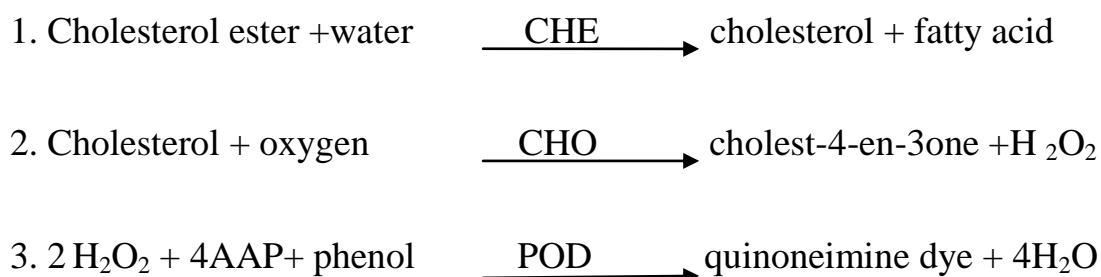 1. Cholesterol ester +water CHE cholesterol + fatty acid
2. Cholesterol + oxygen CHO cholest-4-en-3one +H ₂O₂
3. 2 H₂O₂ + 4AAP+ phenol POD quinoneimine dye + 4H₂O